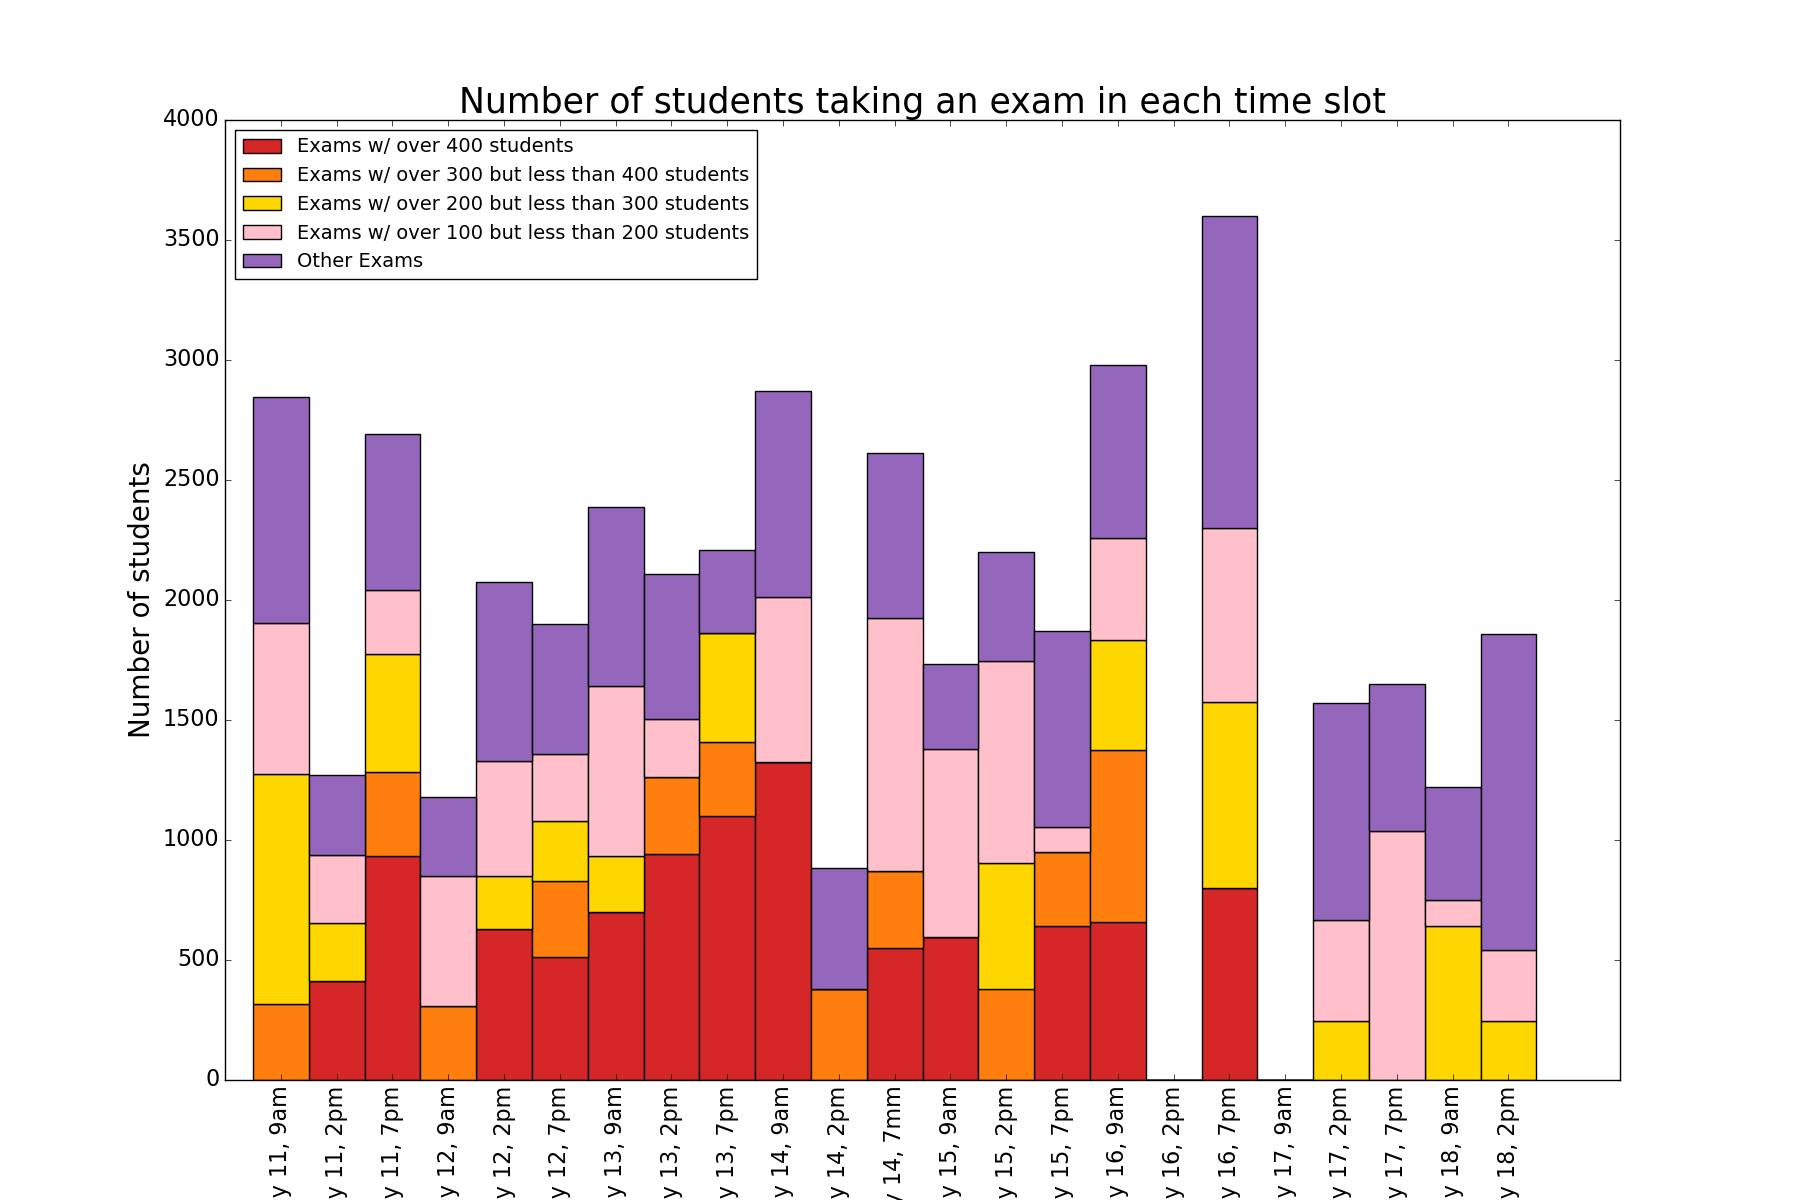 Number of students taking an exam in each time slot
Exams w/ over 400 students
Exams w/ over 300 but less than 400 students
Exams w/ over 200 but less than 300 students
Exams w/ over 100 but less than 200 students
Other Exams
Number of students
4000
3500
3000
2500
2000
1500
1000
500
0
y 11, 9am
y 11, 2pm
y 11, 7pm
y 12, 9am
y 12, 2pm
y 12, 7pm
y 13, 9am
y 13, 2pm
y 13, 7pm
y 14, 9am
y 14, 2pm
y 14, 7mm
y 15, 9am
y 15, 2pm
y 15, 7pm
y 16, 9am
y 16, 2pm
y 16, 7pm
y 17, 9am
y 17, 2pm
y 17, 7pm
y 18, 9am
y 18, 2pm